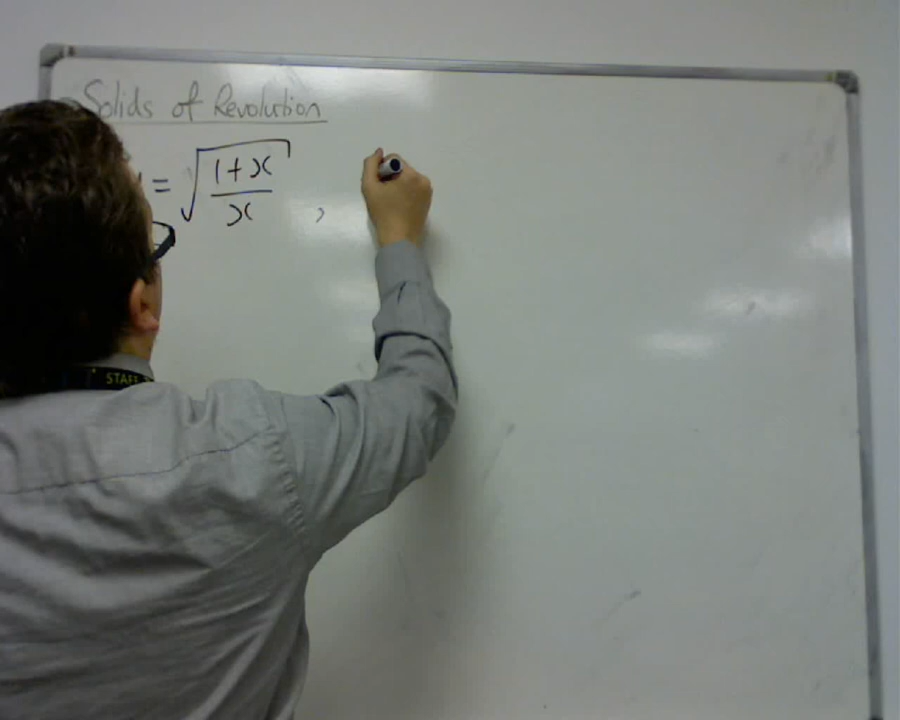 Solids of Revolution
= √((1+x)/x) ,
STAFF